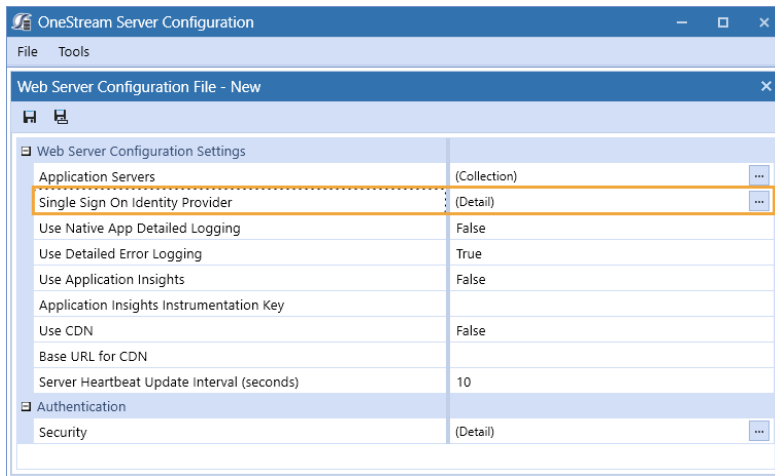 OneStream Server Configuration
File Tools
Web Server Configuration File - New
Web Server Configuration Settings
Application Servers (Collection) ...
Single Sign On Identity Provider (Detail) ...
Use Native App Detailed Logging False
Use Detailed Error Logging True
Use Application Insights False
Application Insights Instrumentation Key
Use CDN False
Base URL for CDN
Server Heartbeat Update Interval (seconds) 10
Authentication
Security (Detail) ...